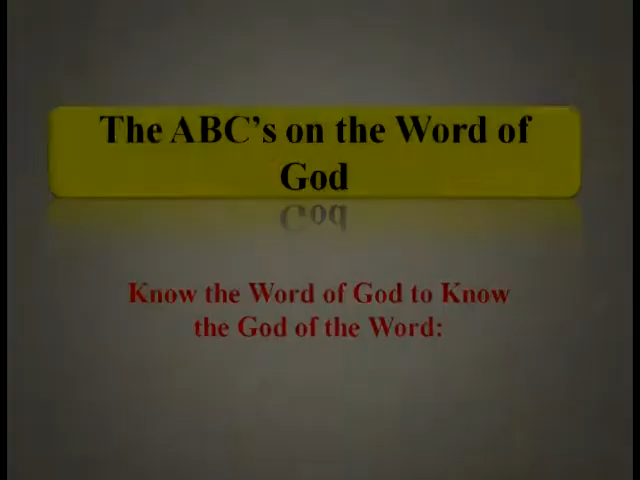 The ABC’s on the Word of
God
Know the Word of God to Know
the God of the Word: